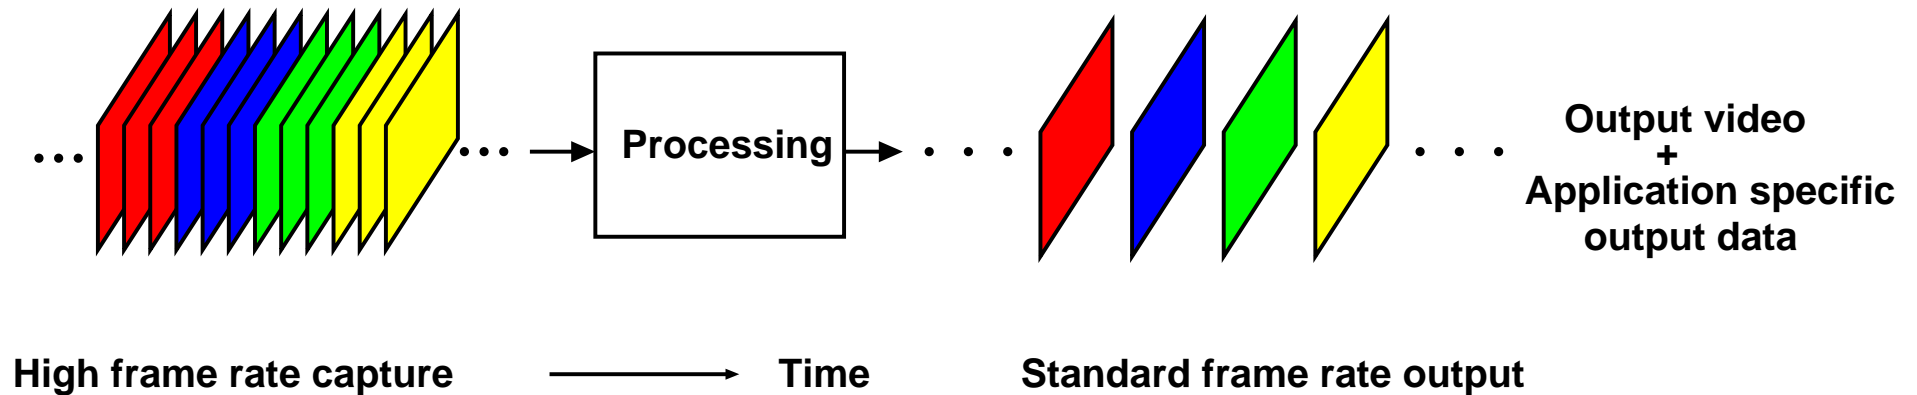 Processing
Output video
+
Application specific
output data
High frame rate capture
Time
Standard frame rate output